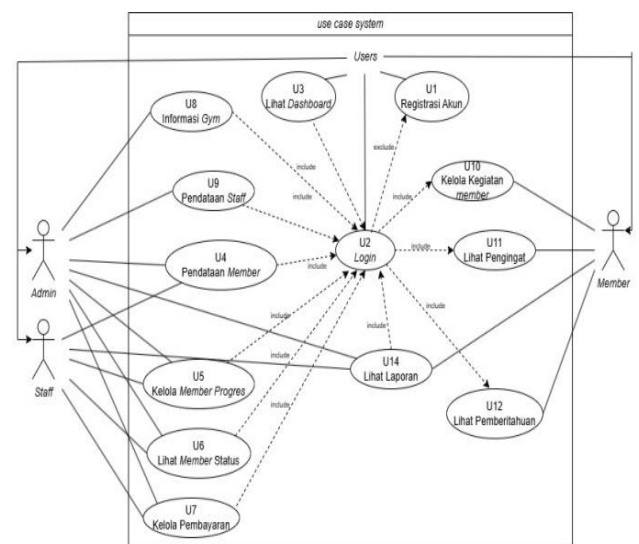 use case system
Users
U3
Lihat Dashboard
U1
Registrasi Akun
U8
Informasi Gym
exclude
include
include
U10
Kelola Kegiatan
member
include
U9
Pendataan Staff
U2
Login
include
U11
Lihat Pengingat
U4
Pendataan Member
include
Admin
Member
include
include
include
U14
Lihat Laporan
include
Staff
U5
Kelola Member Progres
include
U12
Lihat Pemberitahuan
U6
Lihat Member Status
U7
Kelola Pembayaran